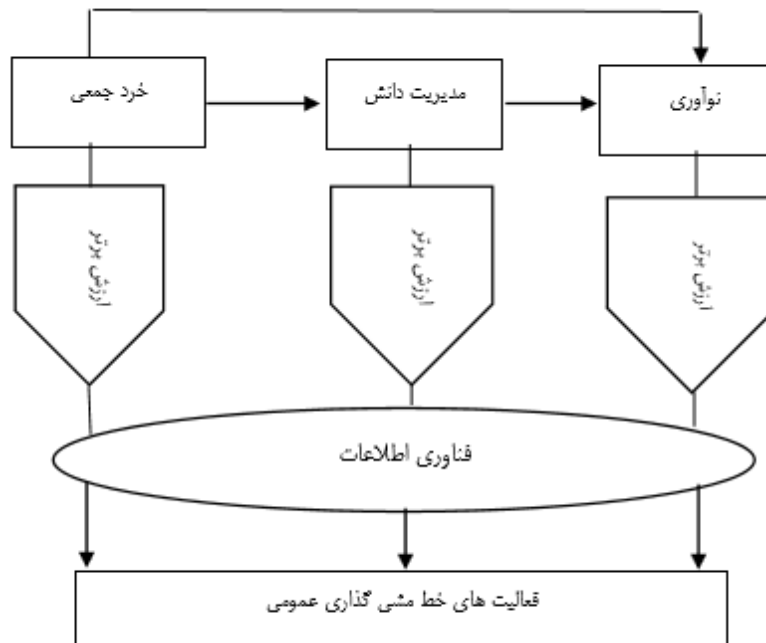 خرد جمعی
مدیریت دانش
نوآوری
ارزش برتر
ارزش برتر
ارزش برتر
فناوری اطلاعات
فعالیت های خط مشی گذاری عمومی